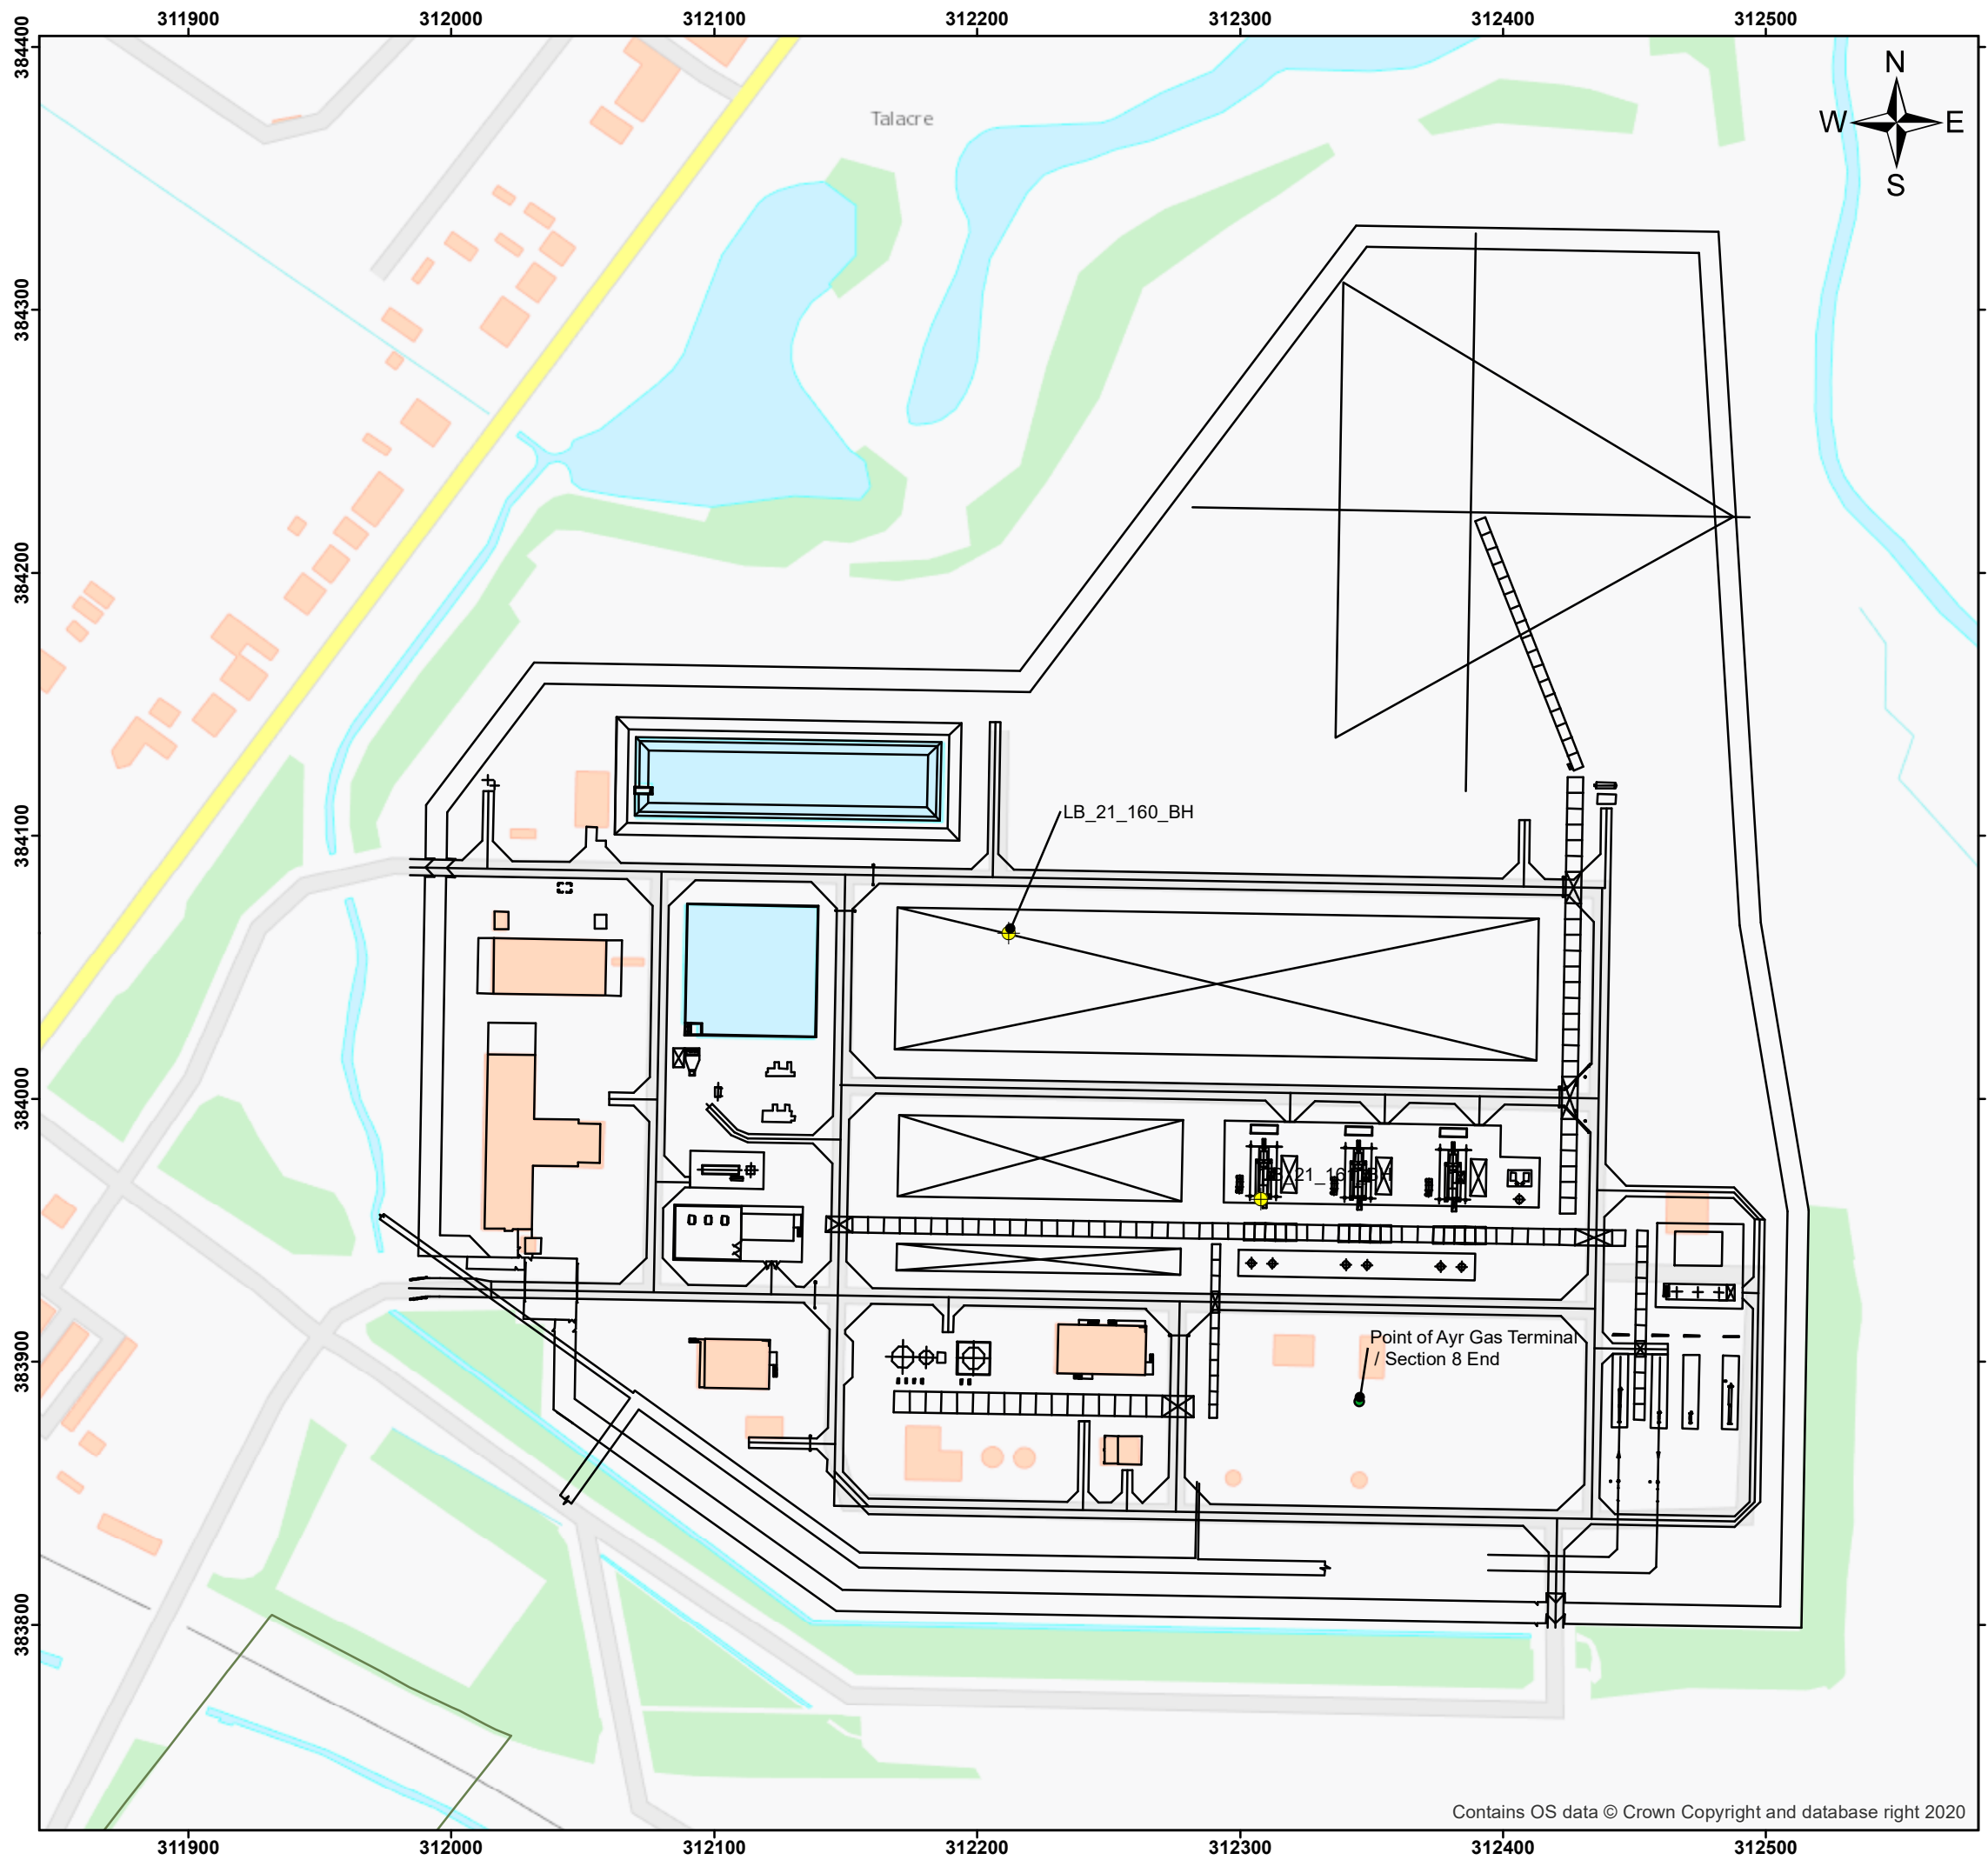 311900 312000 312100 312200 312300 312400 312500
384400
384300
384200
384100
384000
383900
383800
N
W E
S
Talacre
LB_21_160_BH
Point of Ayr Gas Terminal
/ Section 8 End
Contains OS data © Crown Copyright and database right 2020
311900 312000 312100 312200 312300 312400 312500